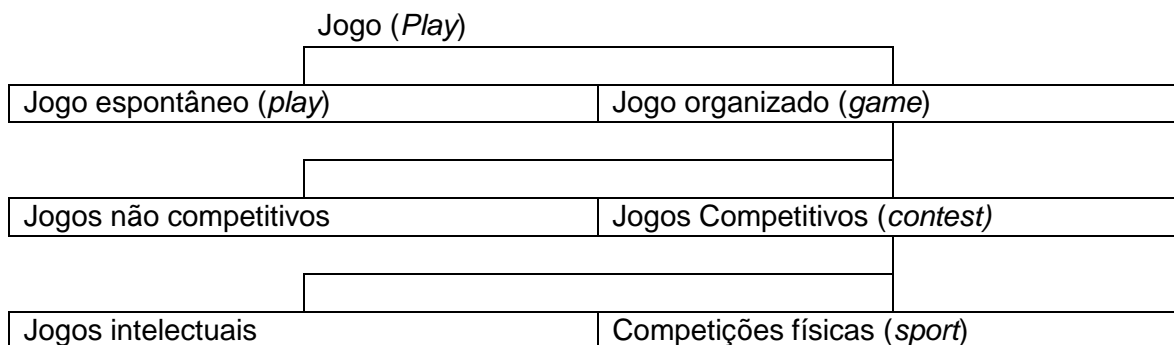 Jogo (Play)
Jogo espontâneo (play) Jogo organizado (game)
Jogos não competitivos Jogos Competitivos (contest)
Jogos intelectuais Competições físicas (sport)